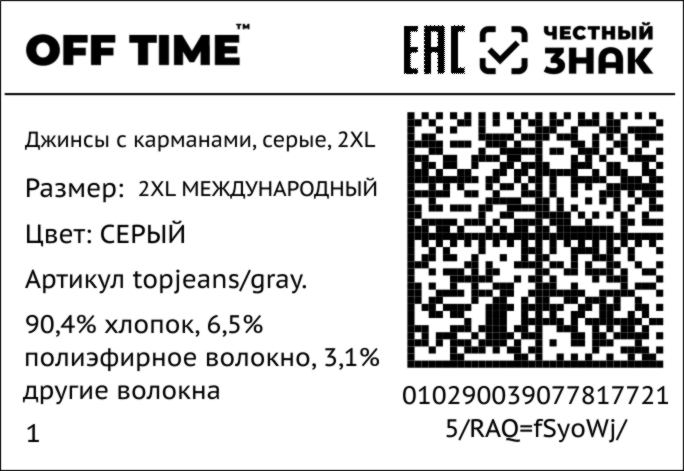 OFF TIME™
EAC
ЧЕСТНЫЙ
ЗНАК
Джинсы с карманами, серые, 2XL
Размер: 2XL МЕЖДУНАРОДНЫЙ
Цвет: СЕРЫЙ
Артикул topjeans/gray.
90,4% хлопок, 6,5%
полиэфирное волокно, 3,1%
другие волокна
1
010290039077817721
5/RAQ=fSyoWj/